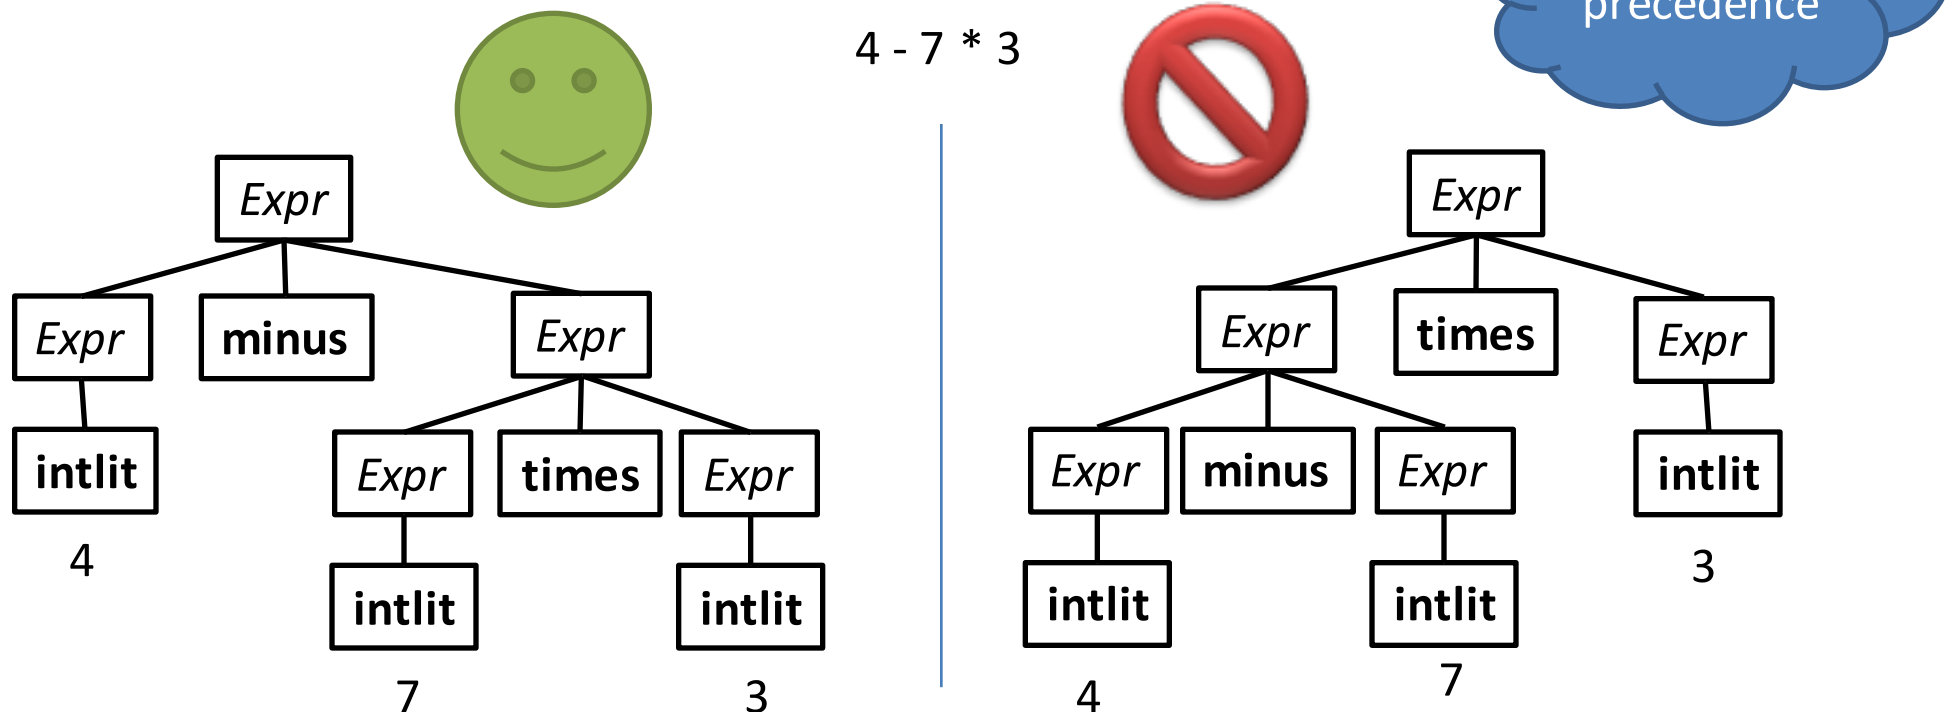 precedence
4 - 7 * 3
Expr
Expr minus Expr
intlit Expr times Expr
4 intlit intlit
7 3
Expr
Expr times Expr
Expr minus Expr intlit
intlit intlit 3
4 7